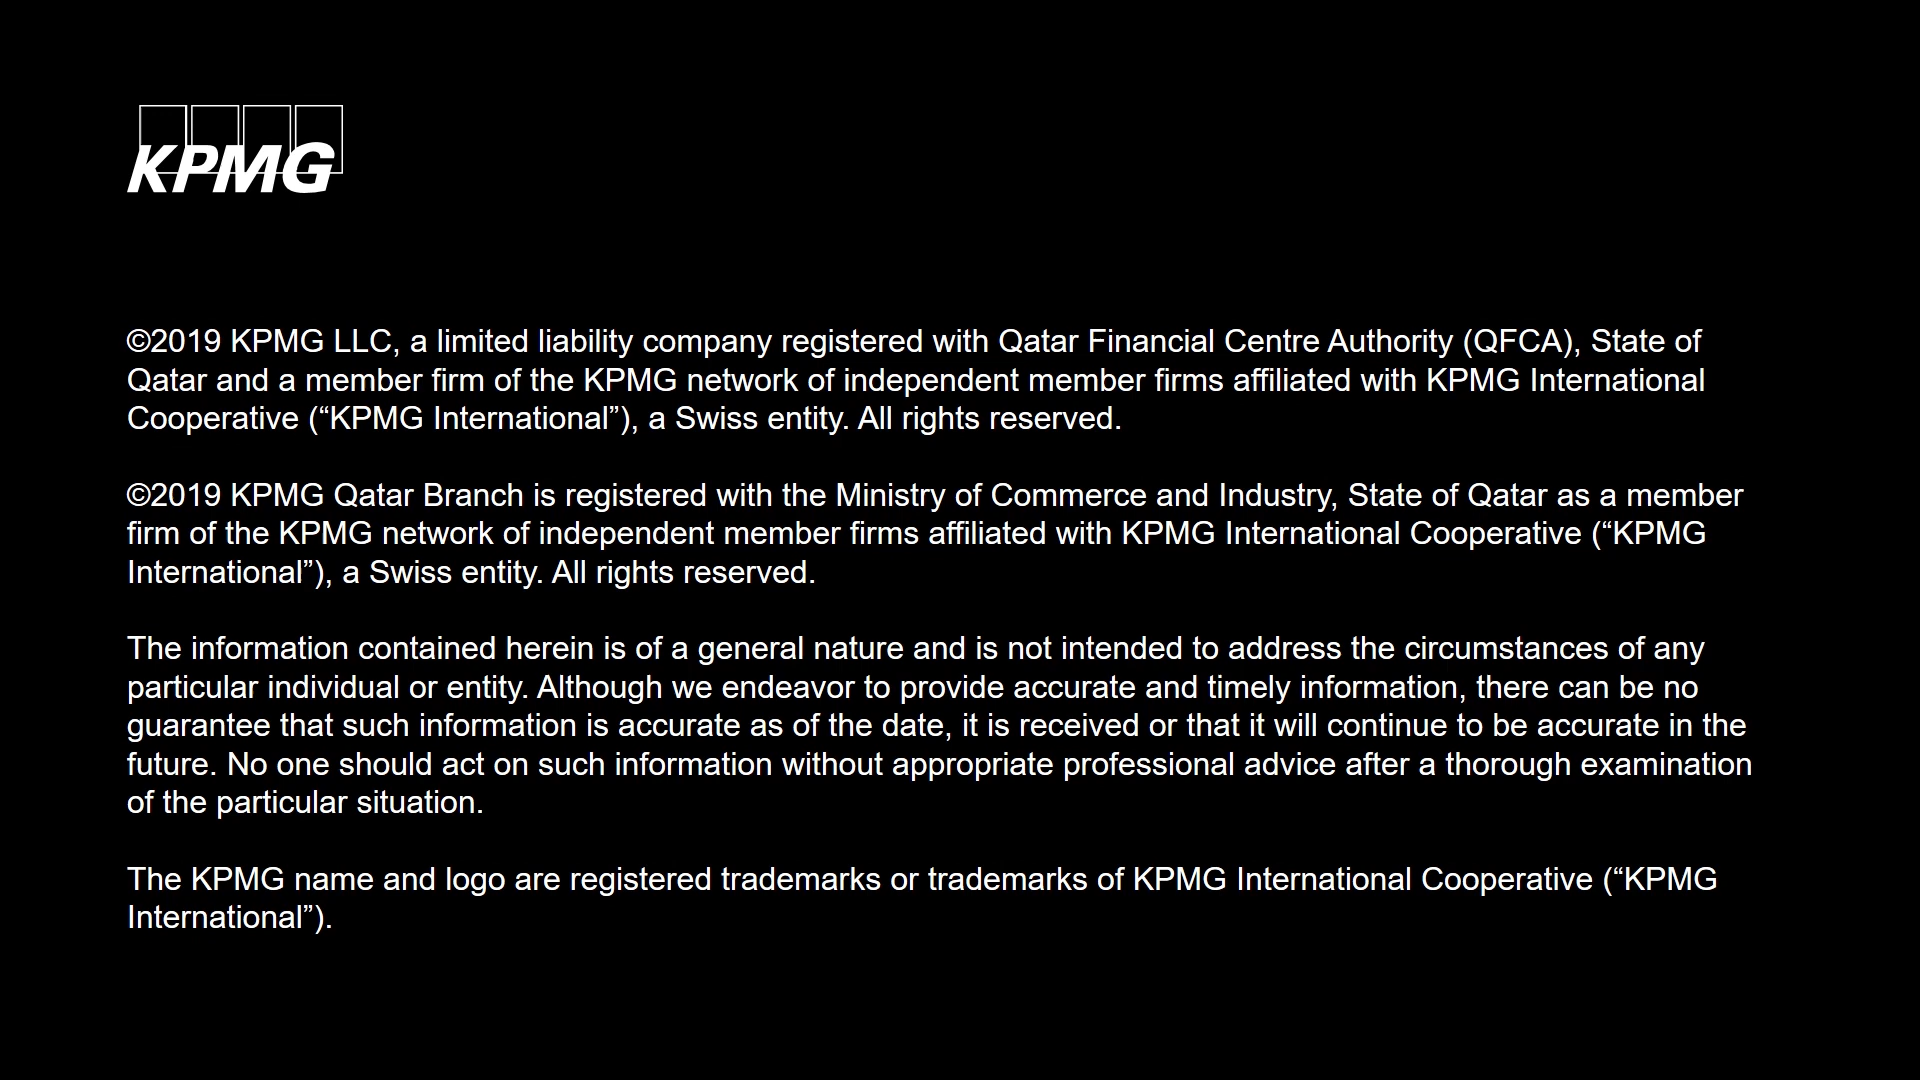 KPMG
©2019 KPMG LLC, a limited liability company registered with Qatar Financial Centre Authority (QFCA), State of
Qatar and a member firm of the KPMG network of independent member firms affiliated with KPMG International
Cooperative (“KPMG International”), a Swiss entity. All rights reserved.
©2019 KPMG Qatar Branch is registered with the Ministry of Commerce and Industry, State of Qatar as a member
firm of the KPMG network of independent member firms affiliated with KPMG International Cooperative (“KPMG
International”), a Swiss entity. All rights reserved.
The information contained herein is of a general nature and is not intended to address the circumstances of any
particular individual or entity. Although we endeavor to provide accurate and timely information, there can be no
guarantee that such information is accurate as of the date, it is received or that it will continue to be accurate in the
future. No one should act on such information without appropriate professional advice after a thorough examination
of the particular situation.
The KPMG name and logo are registered trademarks or trademarks of KPMG International Cooperative (“KPMG
International”).